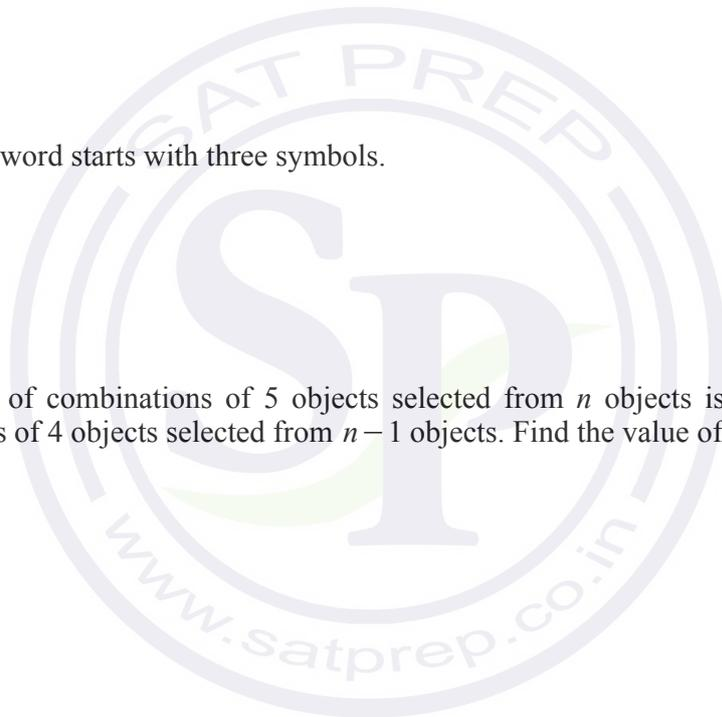 SAT PREP
word starts with three symbols.
SP
of combinations of 5 objects selected from n objects is
of 4 objects selected from n – 1 objects. Find the value of
www.satprep.co.in